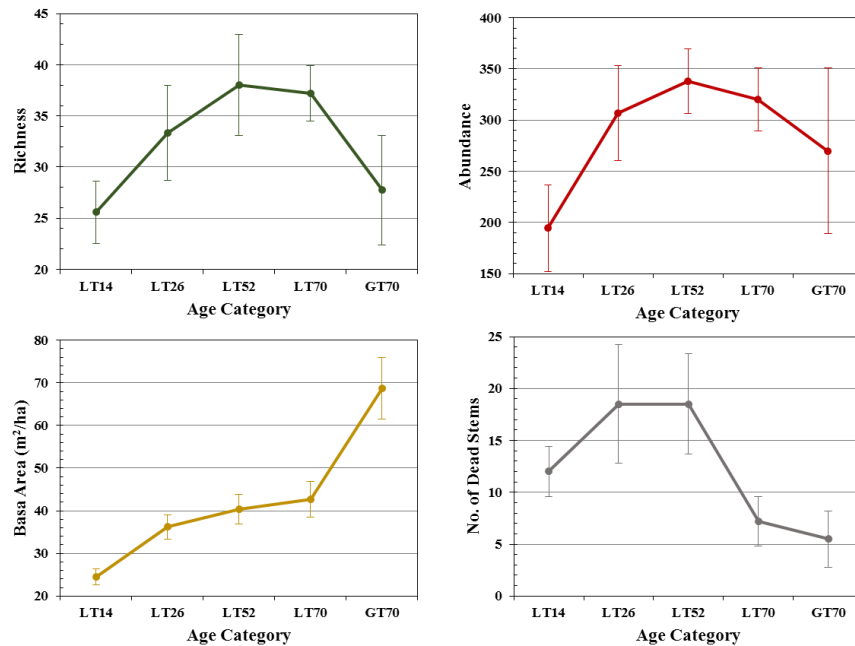 45
40
35
30
25
20
Richness
LT14 LT26 LT52 LT70 GT70
Age Category
400
350
300
250
200
150
Abundance
LT14 LT26 LT52 LT70 GT70
Age Category
80
70
60
50
40
30
20
Basa Area (m²/ha)
LT14 LT26 LT52 LT70 GT70
Age Category
25
20
15
10
5
0
No. of Dead Stems
LT14 LT26 LT52 LT70 GT70
Age Category